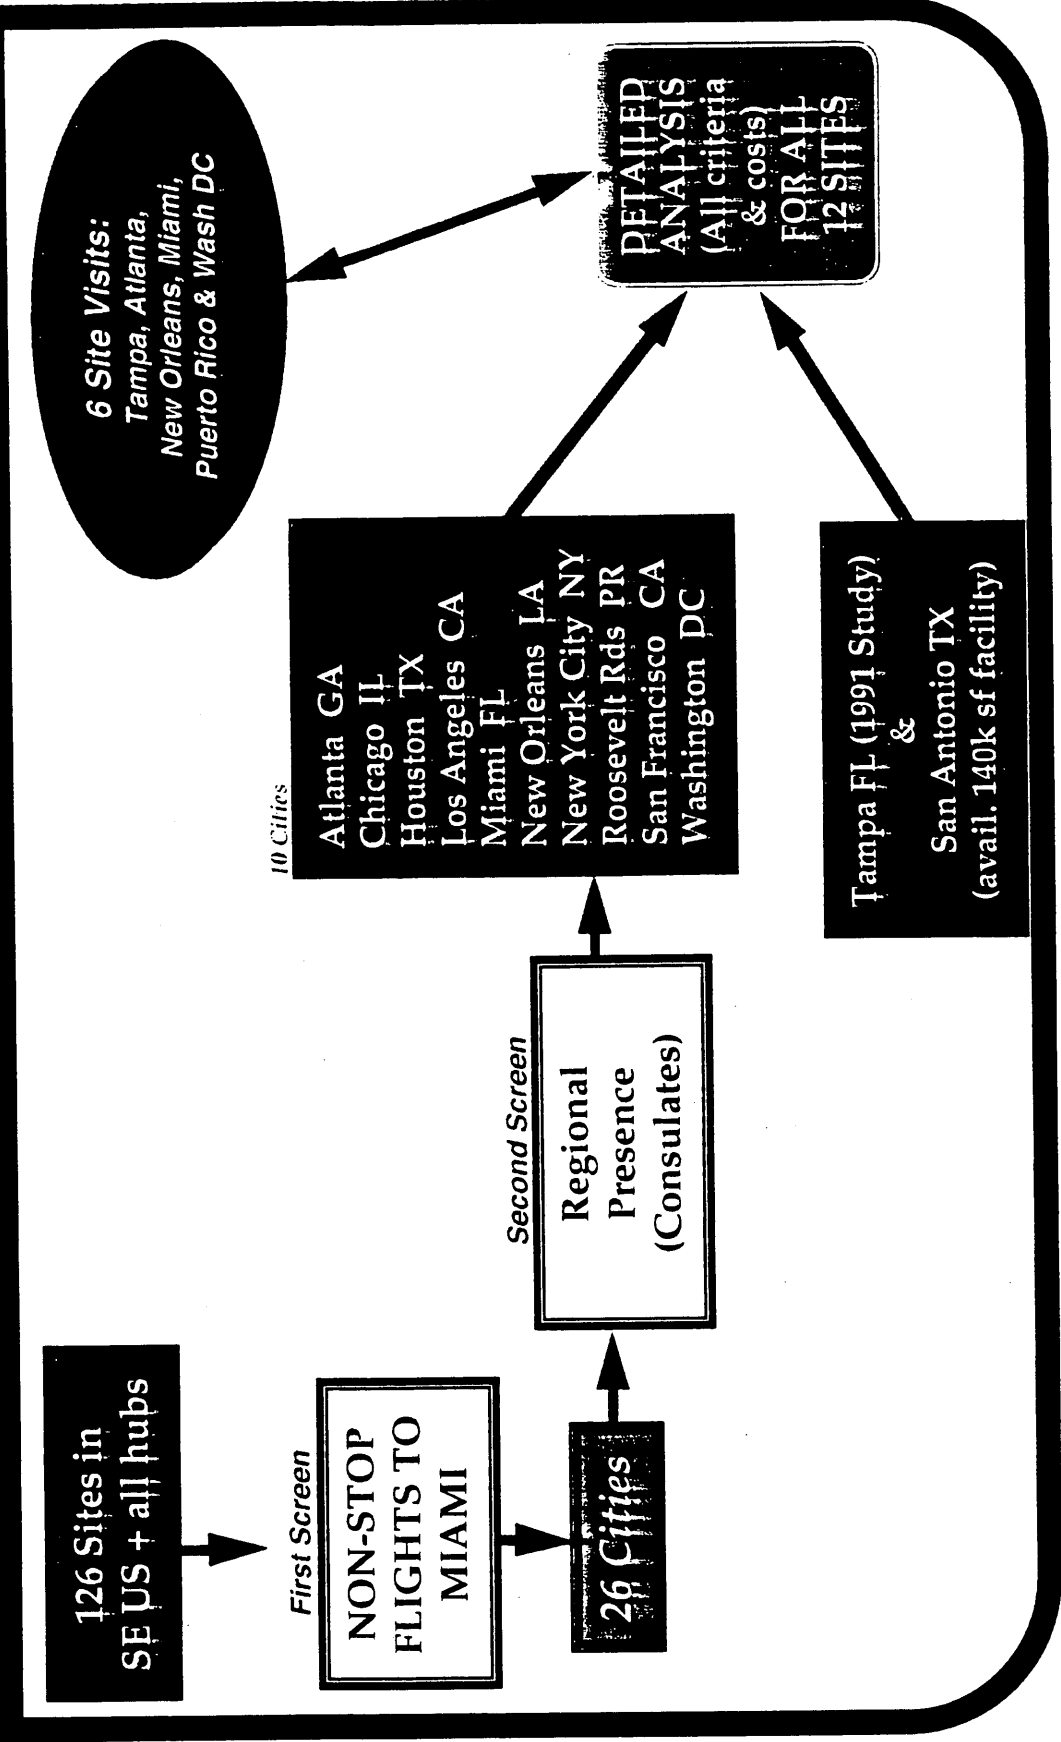 126 Sites in
SE US + all hubs
First Screen
NON-STOP
FLIGHTS TO
MIAMI
26 Cities
Second Screen
Regional
Presence
(Consulates)
10 Cities
Atlanta GA
Chicago IL
Houston TX
Los Angeles CA
Miami FL
New Orleans LA
New York City NY
Roosevelt Rds PR
San Francisco CA
Washington DC
Tampa FL (1991 Study)
&
San Antonio TX
(avail. 140k sf facility)
6 Site Visits:
Tampa, Atlanta,
New Orleans, Miami,
Puerto Rico & Wash DC
DETAILED
ANALYSIS
(All criteria
& costs)
FOR ALL
12 SITES